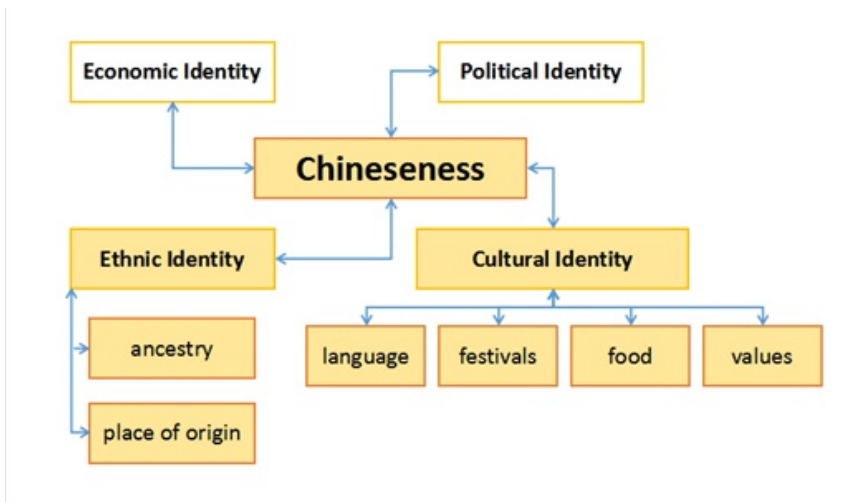 Economic Identity
Political Identity
Chineseness
Ethnic Identity
Cultural Identity
ancestry
language
festivals
food
values
place of origin